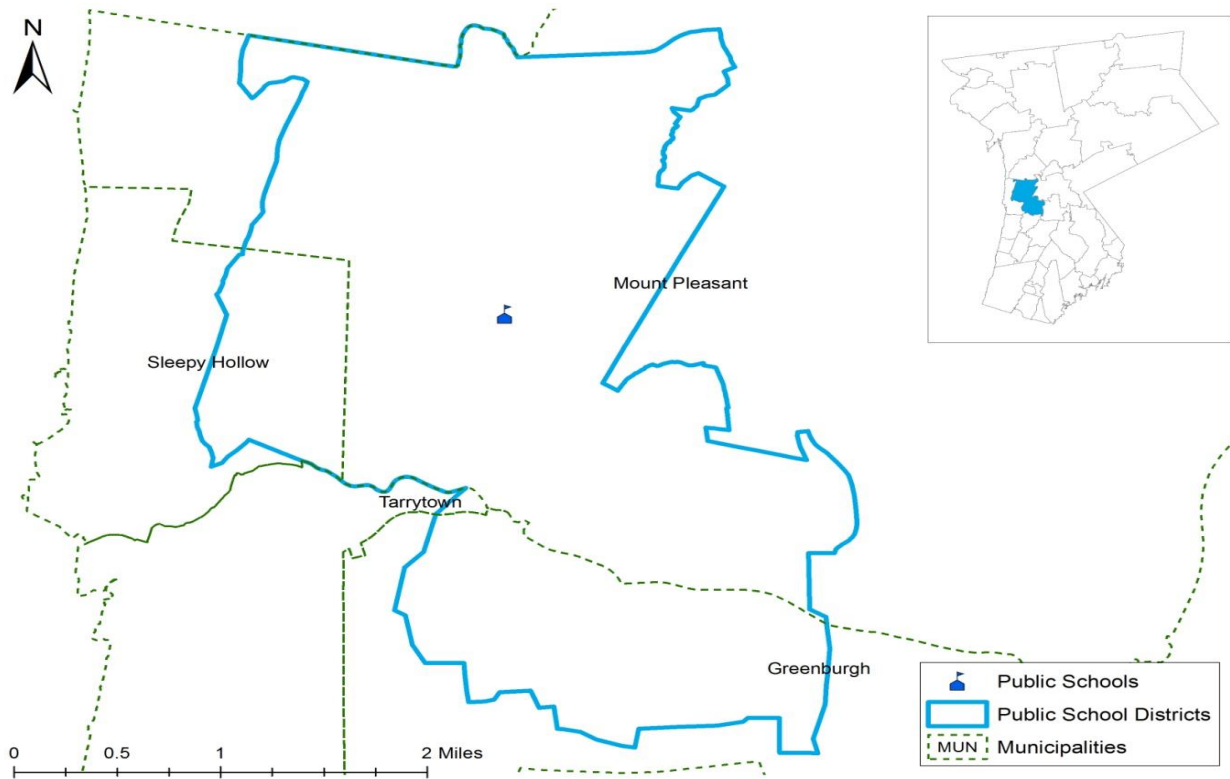 N
Mount Pleasant
Sleepy Hollow
Tarrytown
Greenburgh
Public Schools
Public School Districts
MUN Municipalities
0 0.5 1 2 Miles